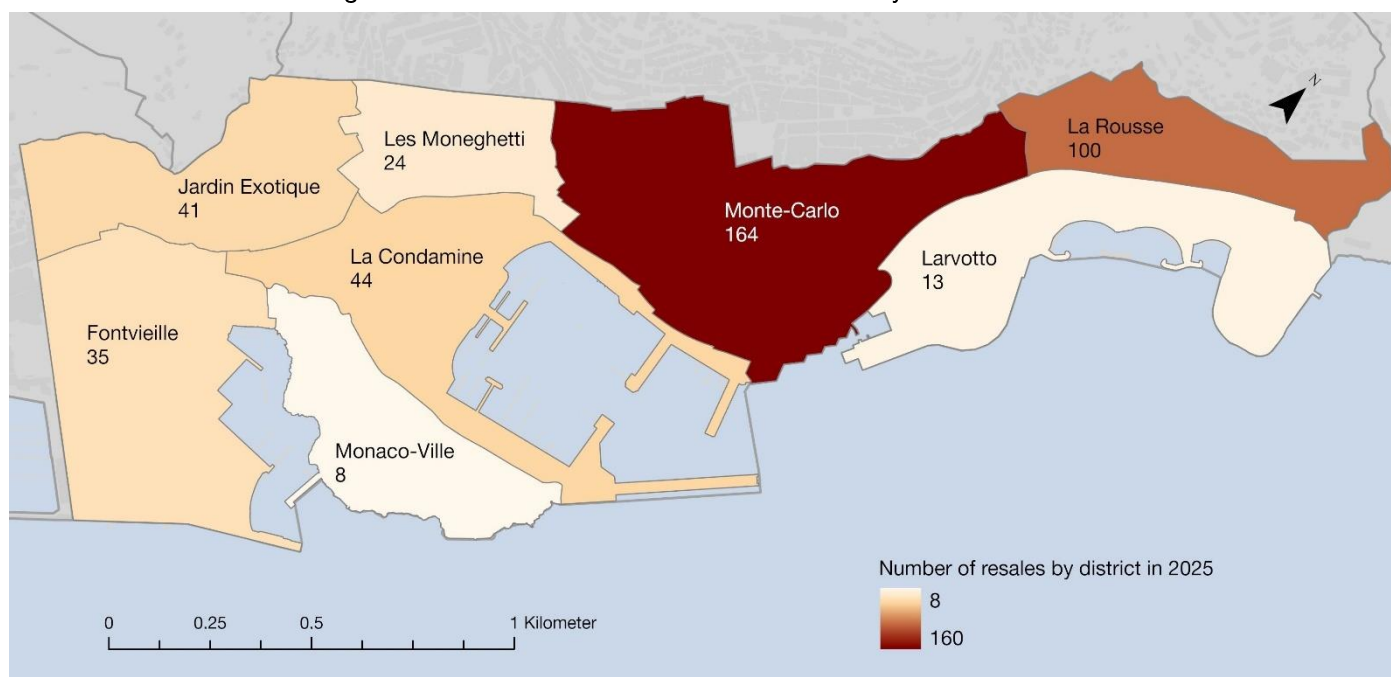 N
La Rousse
100
Les Moneghetti
24
Jardin Exotique
41
Monte-Carlo
164
La Condamine
44
Larvotto
13
Fontvieille
35
Monaco-Ville
8
Number of resales by district in 2025
8
160
0 0.25 0.5 1 Kilometer